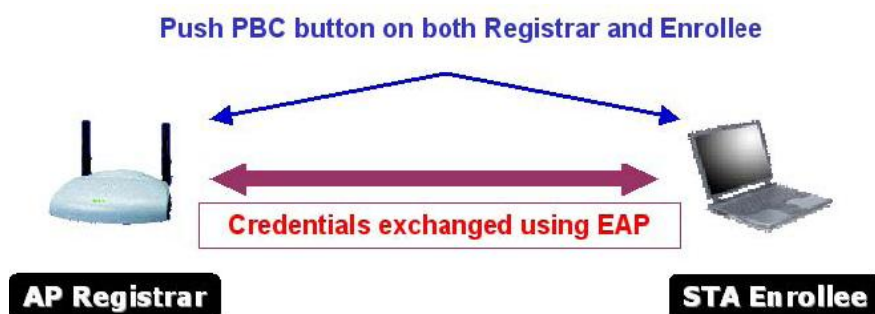 Push PBC button on both Registrar and Enrollee
Credentials exchanged using EAP
AP Registrar
STA Enrollee